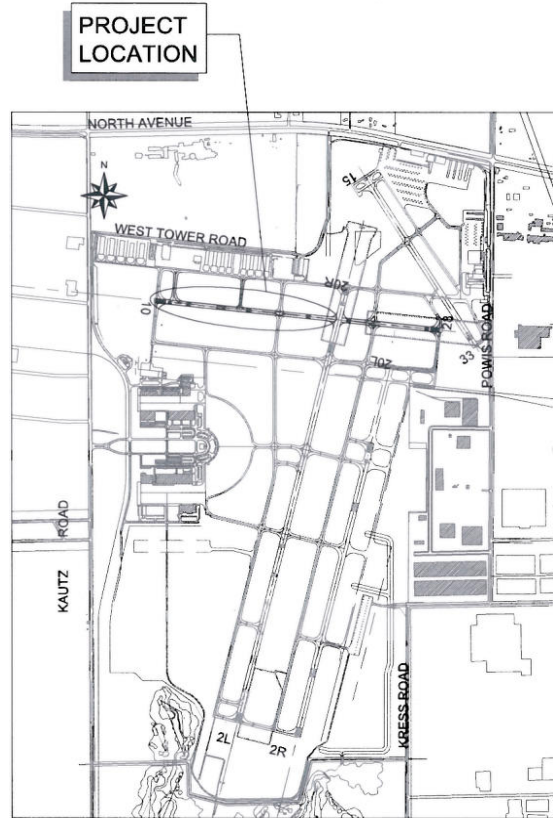 PROJECT
LOCATION
NORTH AVENUE
N
15
WEST TOWER ROAD
20R
10
28
33
20L
POWIS ROAD
KAUTZ ROAD
KRESS ROAD
2L
2R